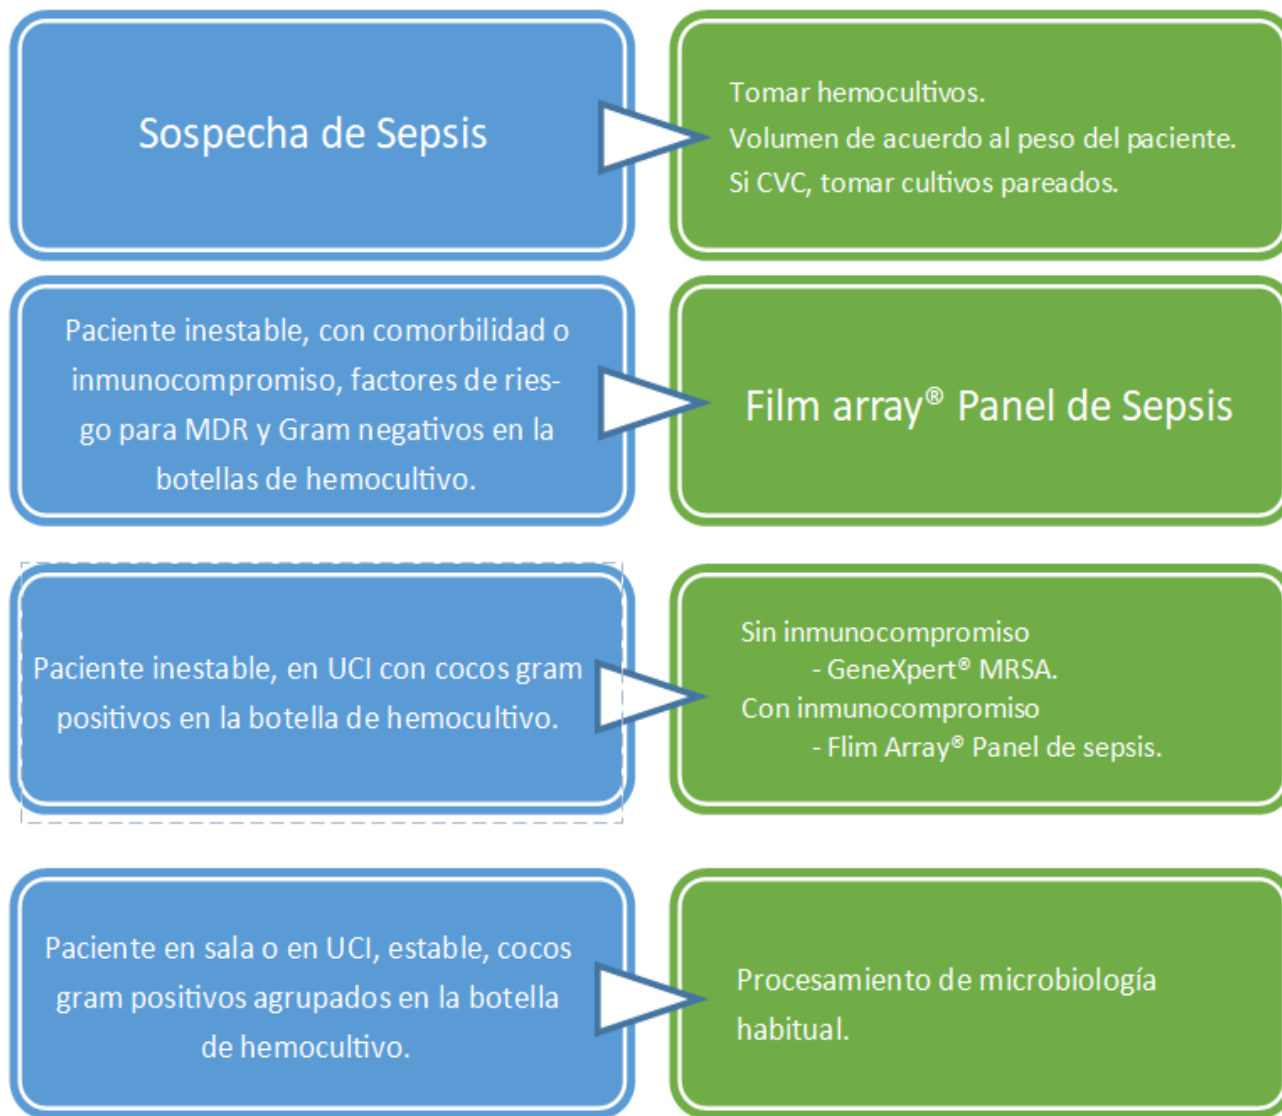 Sospecha de Sepsis
Tomar hemocultivos.
Volumen de acuerdo al peso del paciente.
Si CVC, tomar cultivos pareados.
Paciente inestable, con comorbilidad o
inmunocompromiso, factores de ries-
go para MDR y Gram negativos en la
botellas de hemocultivo.
Film array® Panel de Sepsis
Paciente inestable, en UCI con cocos gram
positivos en la botella de hemocultivo.
Sin inmunocompromiso
- GeneXpert® MRSA.
Con inmunocompromiso
- Flim Array® Panel de sepsis.
Paciente en sala o en UCI, estable, cocos
gram positivos agrupados en la botella
de hemocultivo.
Procesamiento de microbiología
habitual.